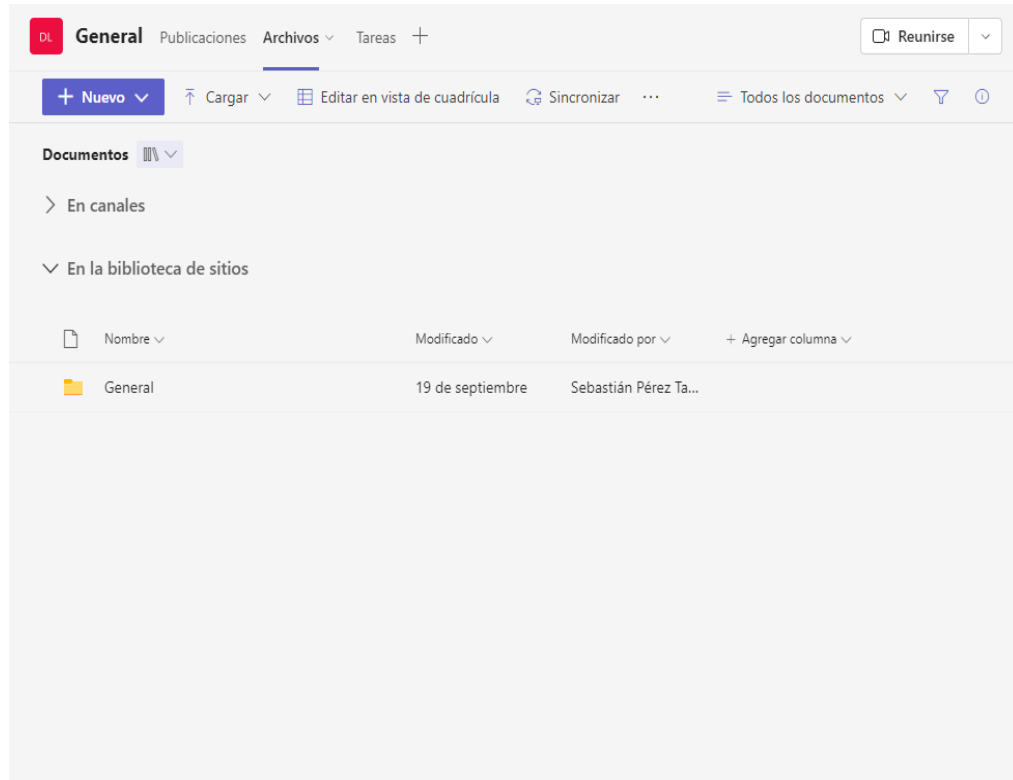 DL General Publicaciones Archivos Tareas Reunirse
Nuevo Cargar Editar en vista de cuadrícula Sincronizar ... Todos los documentos
Documentos
En canales
En la biblioteca de sitios
Nombre Modificado Modificado por + Agregar columna
General 19 de septiembre Sebastián Pérez Ta...